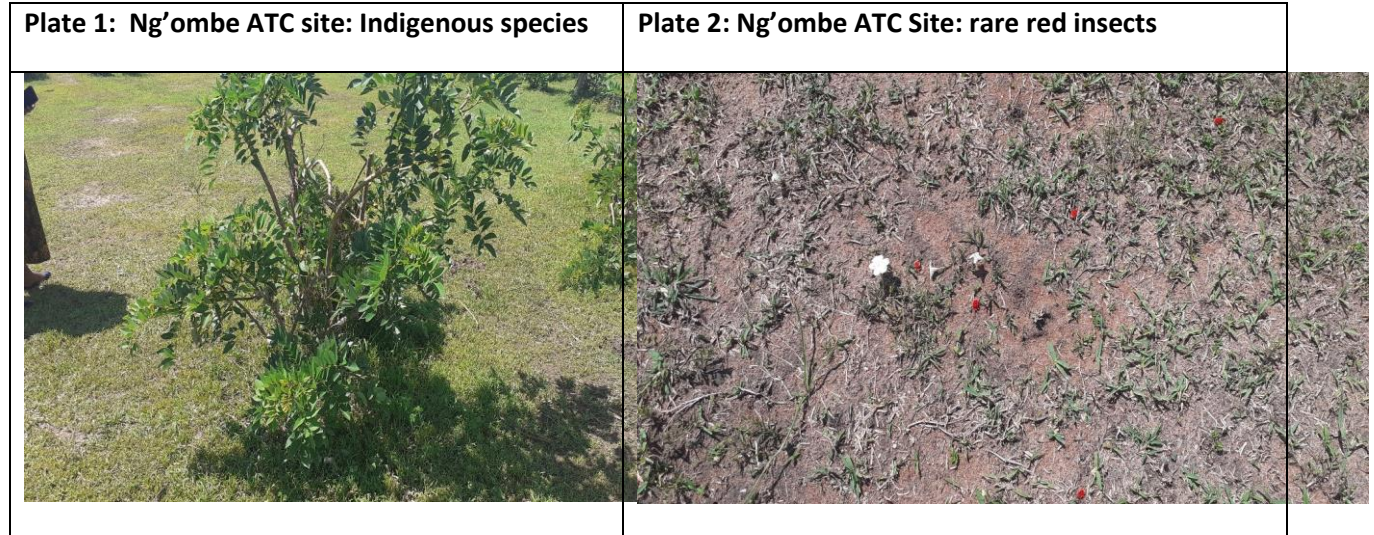 Plate 1:  Ng’ombe ATC site: Indigenous species
Plate 2: Ng’ombe ATC Site: rare red insects